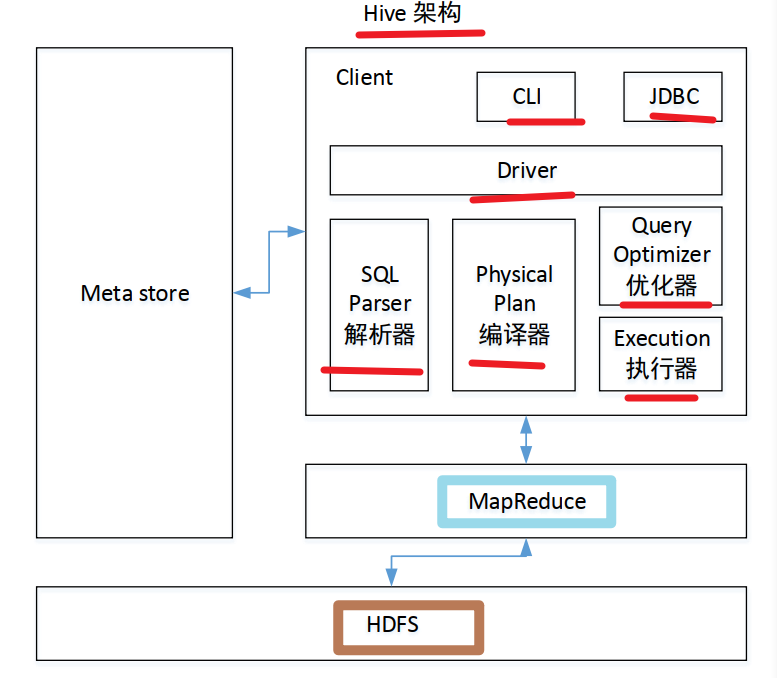 Hive 架构
Client
CLI
JDBC
Driver
Meta store
SQL
Parser
解析器
Physical
Plan
编译器
Query
Optimizer
优化器
Execution
执行器
MapReduce
HDFS